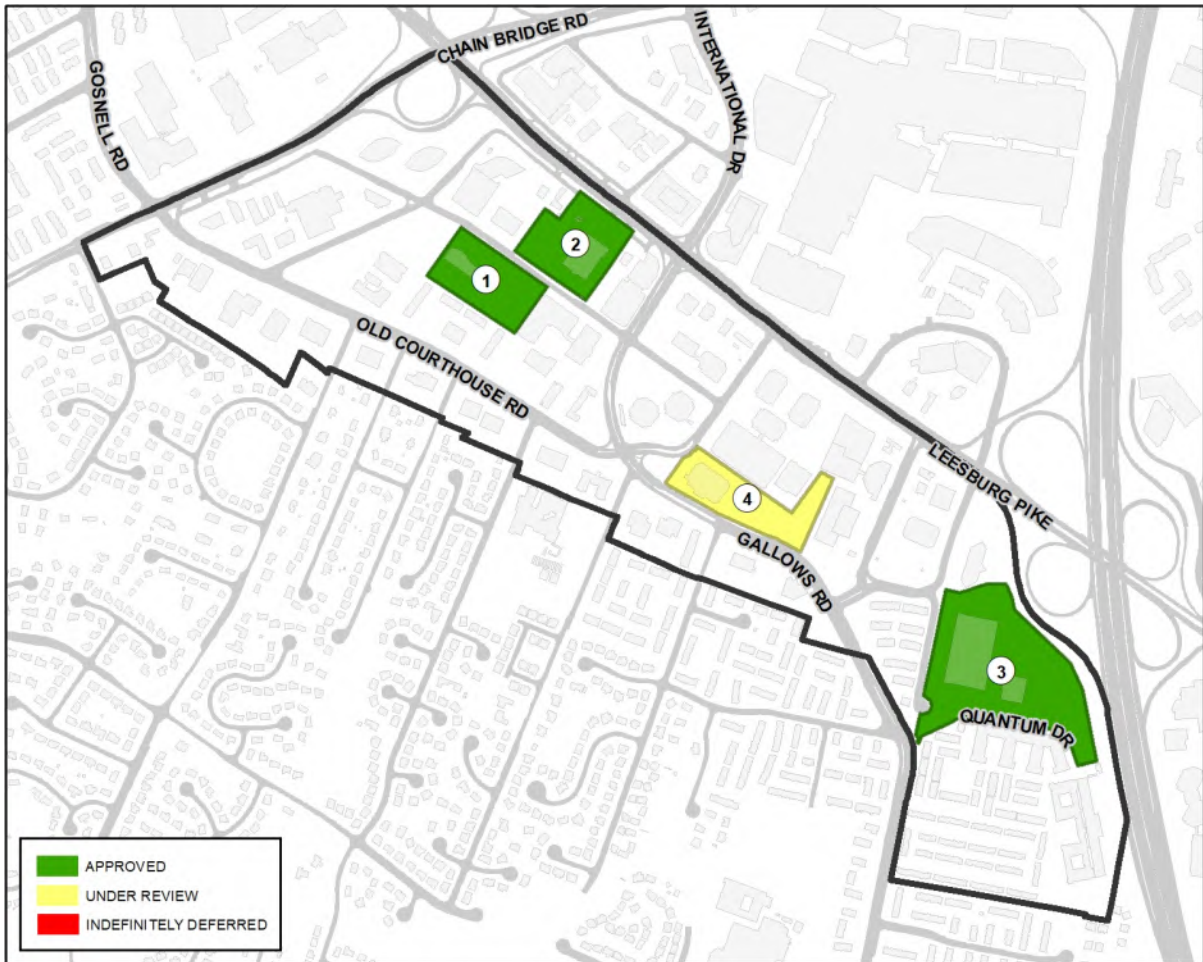 CHAIN BRIDGE RD
INTERNATIONAL DR
GOSNELL RD
2
1
OLD COURTHOUSE RD
LEESBURG PIKE
4
GALLOWS RD
3
QUANTUM DR
APPROVED
UNDER REVIEW
INDEFINITELY DEFERRED